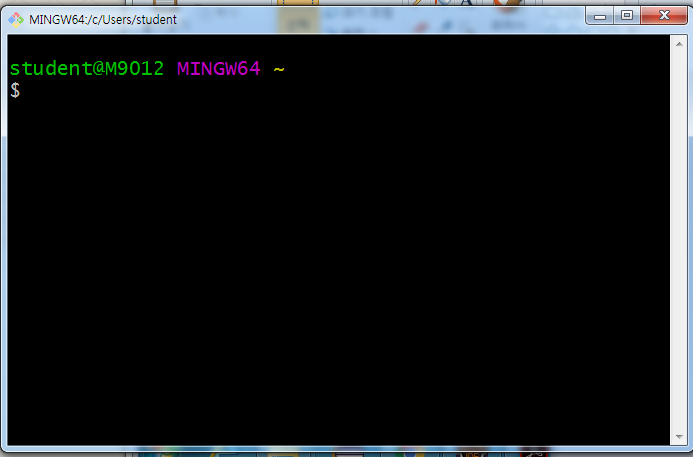 MINGW64:/c/Users/student
student@M9012 MINGW64 ~
$